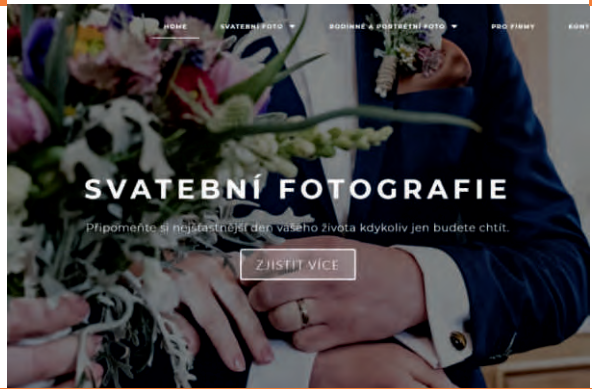 HOME SVATEBNÍ FOTO RODINNÉ A PORTRÉTNÍ FOTO PRO FIRMY KONT
SVATEBNÍ FOTOGRAFIE
Připomeňte si nejšťastnější den vašeho života kdykoliv jen budete chtít.
ZJISTIT VÍCE